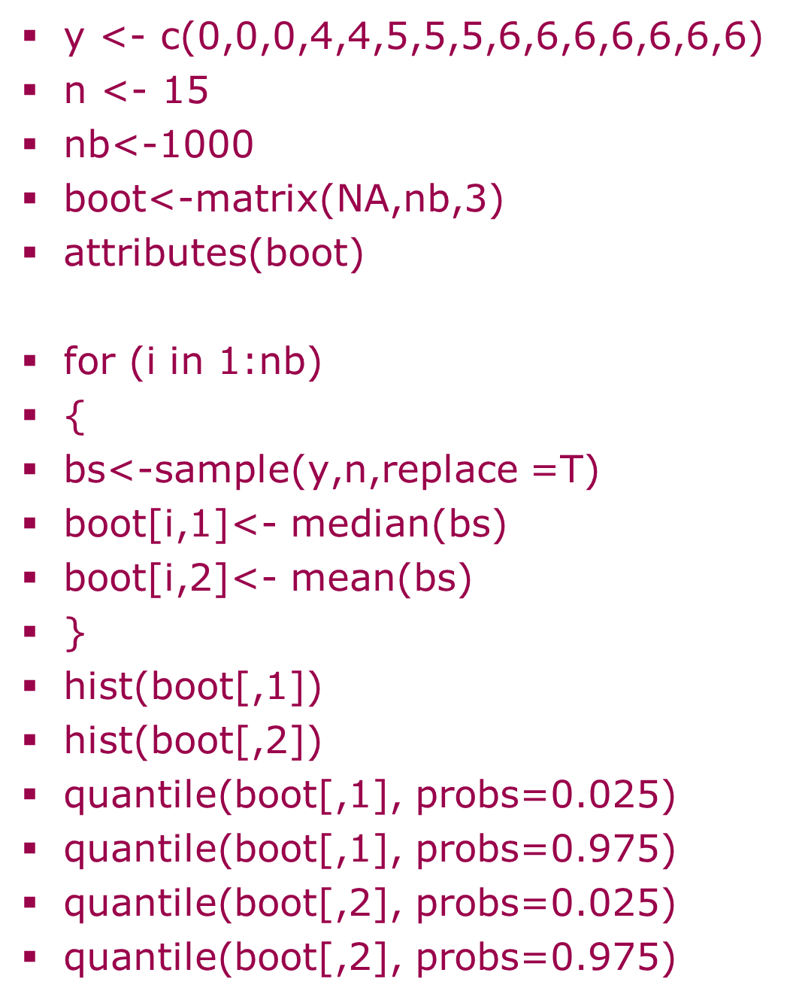 ▪ y <- c(0,0,0,4,4,5,5,5,6,6,6,6,6,6,6)
▪ n <- 15
▪ nb<-1000
▪ boot<-matrix(NA,nb,3)
▪ attributes(boot)
▪ for (i in 1:nb)
▪ {
▪ bs<-sample(y,n,replace =T)
▪ boot[i,1]<- median(bs)
▪ boot[i,2]<- mean(bs)
▪ }
▪ hist(boot[,1])
▪ hist(boot[,2])
▪ quantile(boot[,1], probs=0.025)
▪ quantile(boot[,1], probs=0.975)
▪ quantile(boot[,2], probs=0.025)
▪ quantile(boot[,2], probs=0.975)